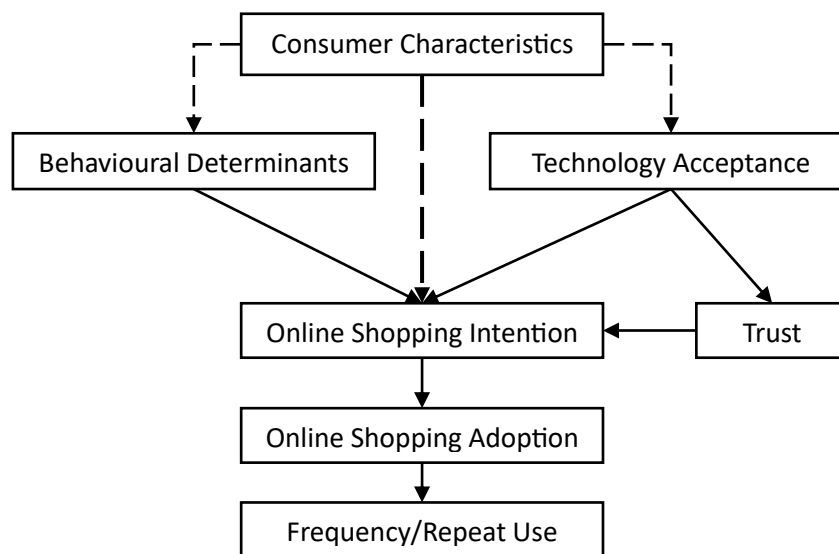 Consumer Characteristics
Behavioural Determinants
Technology Acceptance
Online Shopping Intention
Trust
Online Shopping Adoption
Frequency/Repeat Use